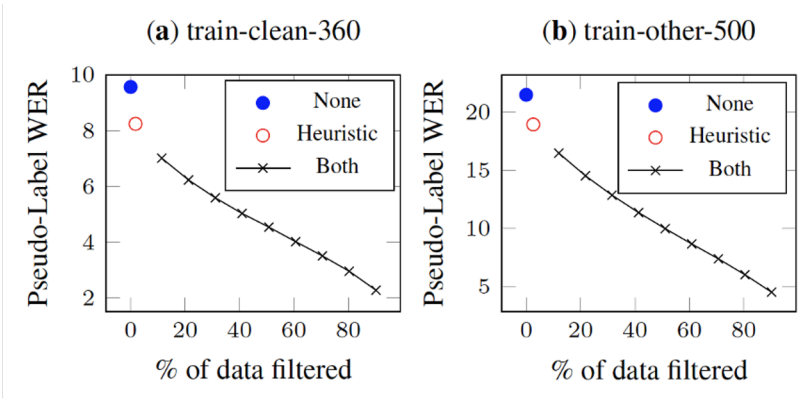 (a) train-clean-360
Pseudo-Label WER
10
8
6
4
2
None
Heuristic
Both
0 20 40 60 80
% of data filtered
(b) train-other-500
Pseudo-Label WER
20
15
10
5
None
Heuristic
Both
0 20 40 60 80
% of data filtered